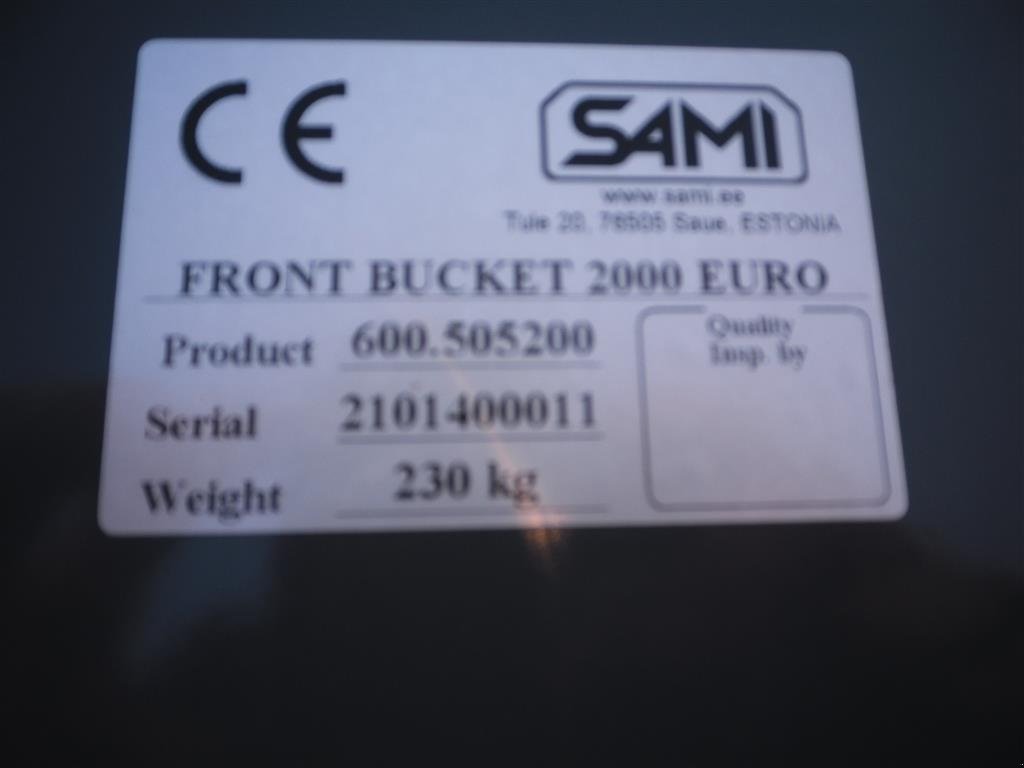 CE
SAMI
www.sami.ee
Tule 20, 76505 Saue, ESTONIA
FRONT BUCKET 2000 EURO
Product 600.505200
Quality
Insp. by
Serial 2101400011
Weight 230 kg